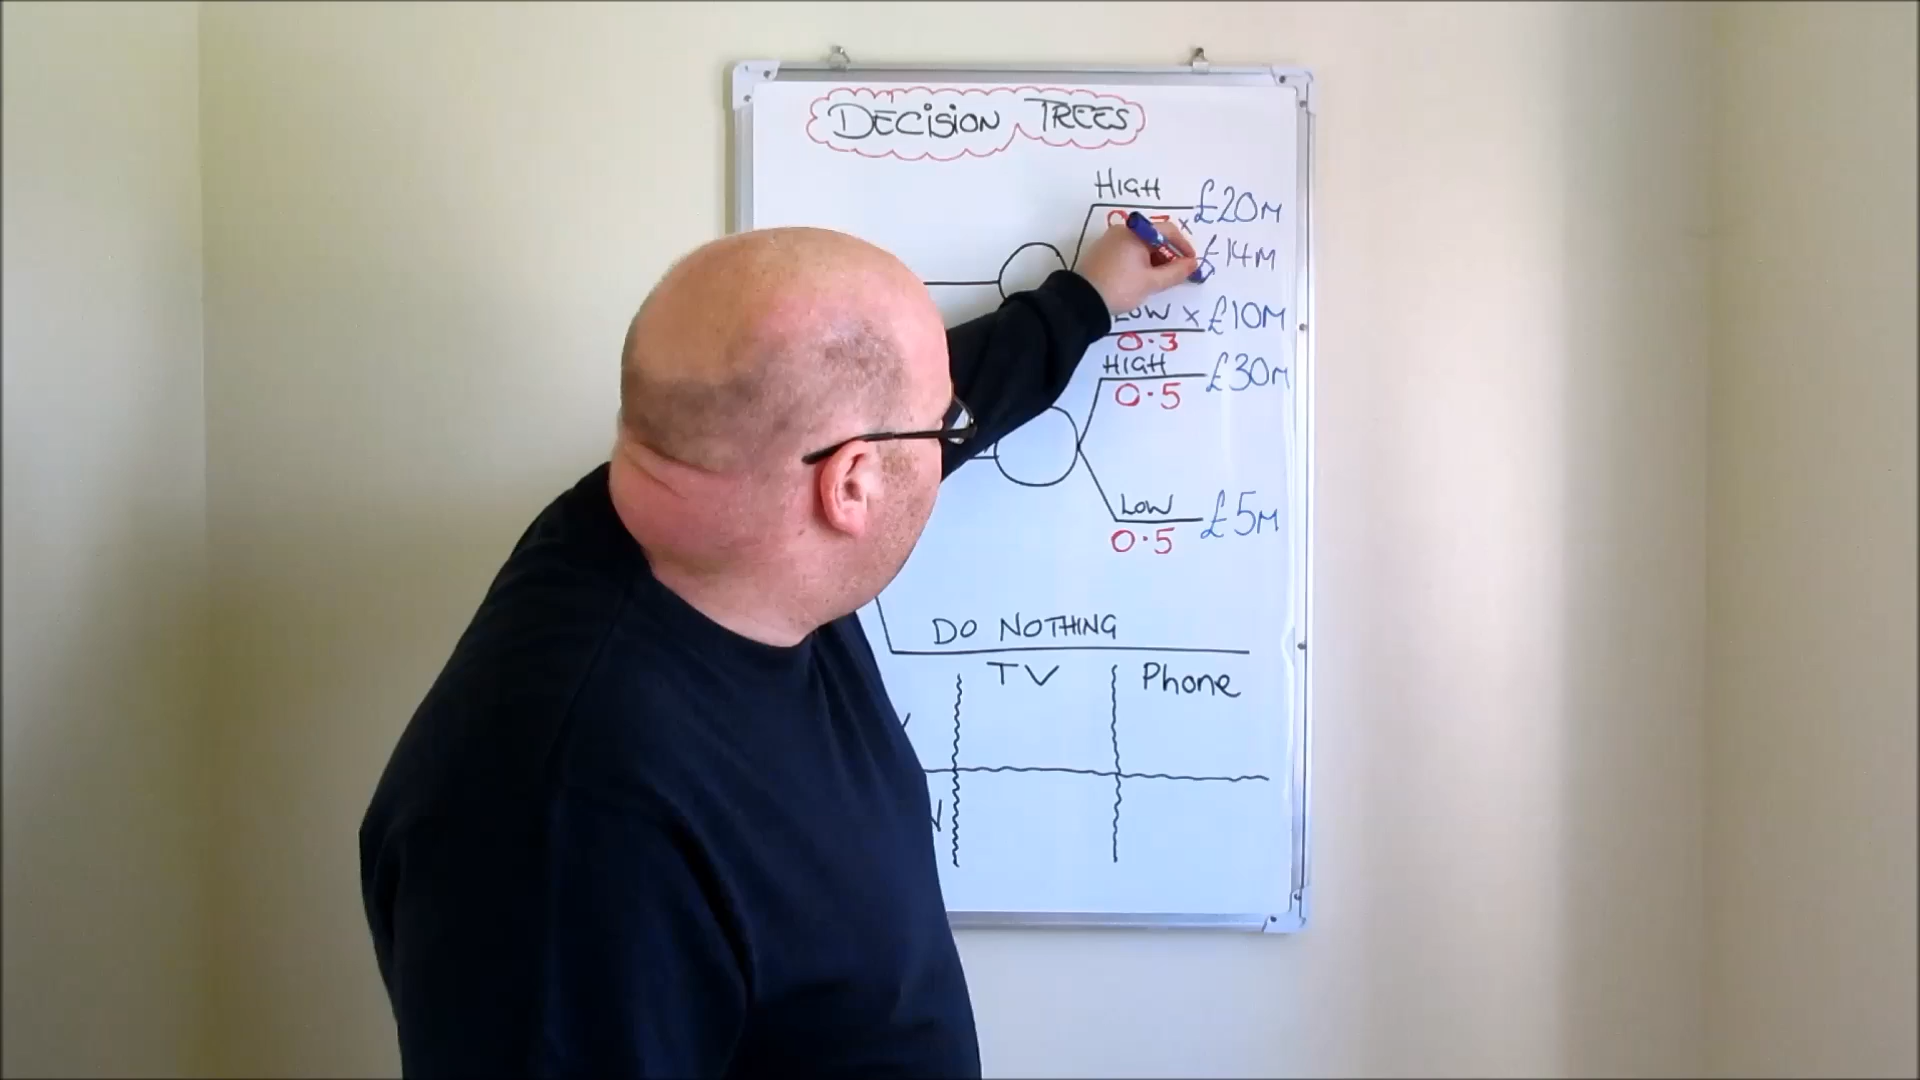 DECISION TREES
HIGH
£20M
x
£14M
LOW x £10M
0.3
HIGH
£30M
0.5
LOW
£5M
0.5
DO NOTHING
TV Phone